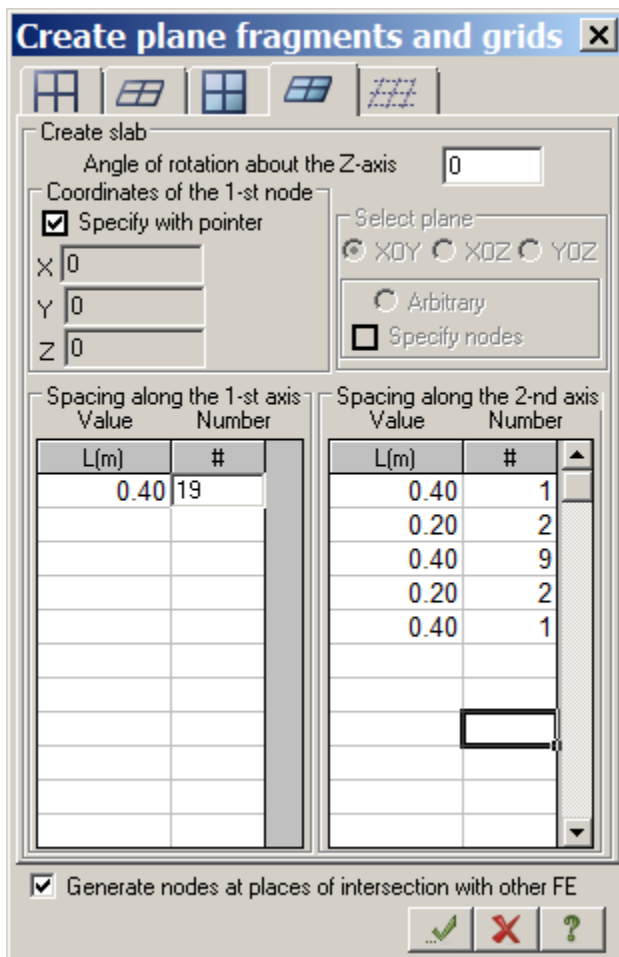 Create plane fragments and grids
Create slab
Angle of rotation about the Z-axis 0
Coordinates of the 1-st node
Specify with pointer
X 0
Y 0
Z 0
Select plane
XOY XOZ YOZ
Arbitrary
Specify nodes
Spacing along the 1-st axis
Value Number
L(m) #
0.40 19
Spacing along the 2-nd axis
Value Number
L(m) #
0.40 1
0.20 2
0.40 9
0.20 2
0.40 1
Generate nodes at places of intersection with other FE
?